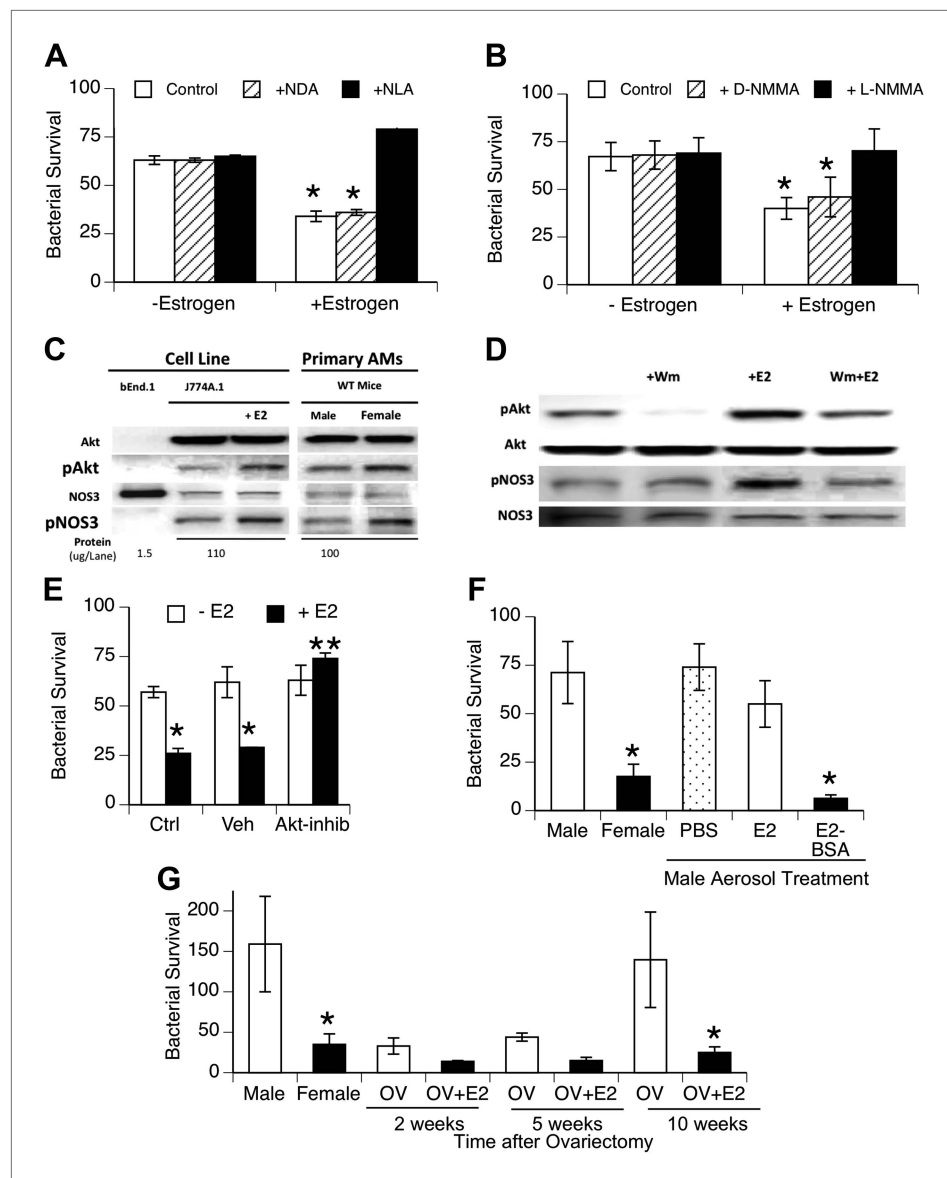 A
Control +NDA +NLA
Bacterial Survival
100
75
50
25
0
* *
-Estrogen +Estrogen
B
Control + D-NMMA + L-NMMA
Bacterial Survival
100
75
50
25
0
* *
- Estrogen + Estrogen
C
Cell Line Primary AMs
bEnd.1 J774A.1 WT Mice
+ E2 Male Female
Akt
pAkt
NOS3
pNOS3
Protein
(ug/Lane) 1.5 110 100
D
+Wm +E2 Wm+E2
pAkt
Akt
pNOS3
NOS3
E
- E2 + E2
Bacterial Survival
100
75
50
25
0
* * **
Ctrl Veh Akt-inhib
F
Bacterial Survival
100
75
50
25
0
* *
Male Female PBS E2 E2-
BSA
Male Aerosol Treatment
G
Bacterial Survival
200
150
100
50
0
* *
Male Female OV OV+E2 OV OV+E2 OV OV+E2
2 weeks 5 weeks 10 weeks
Time after Ovariectomy